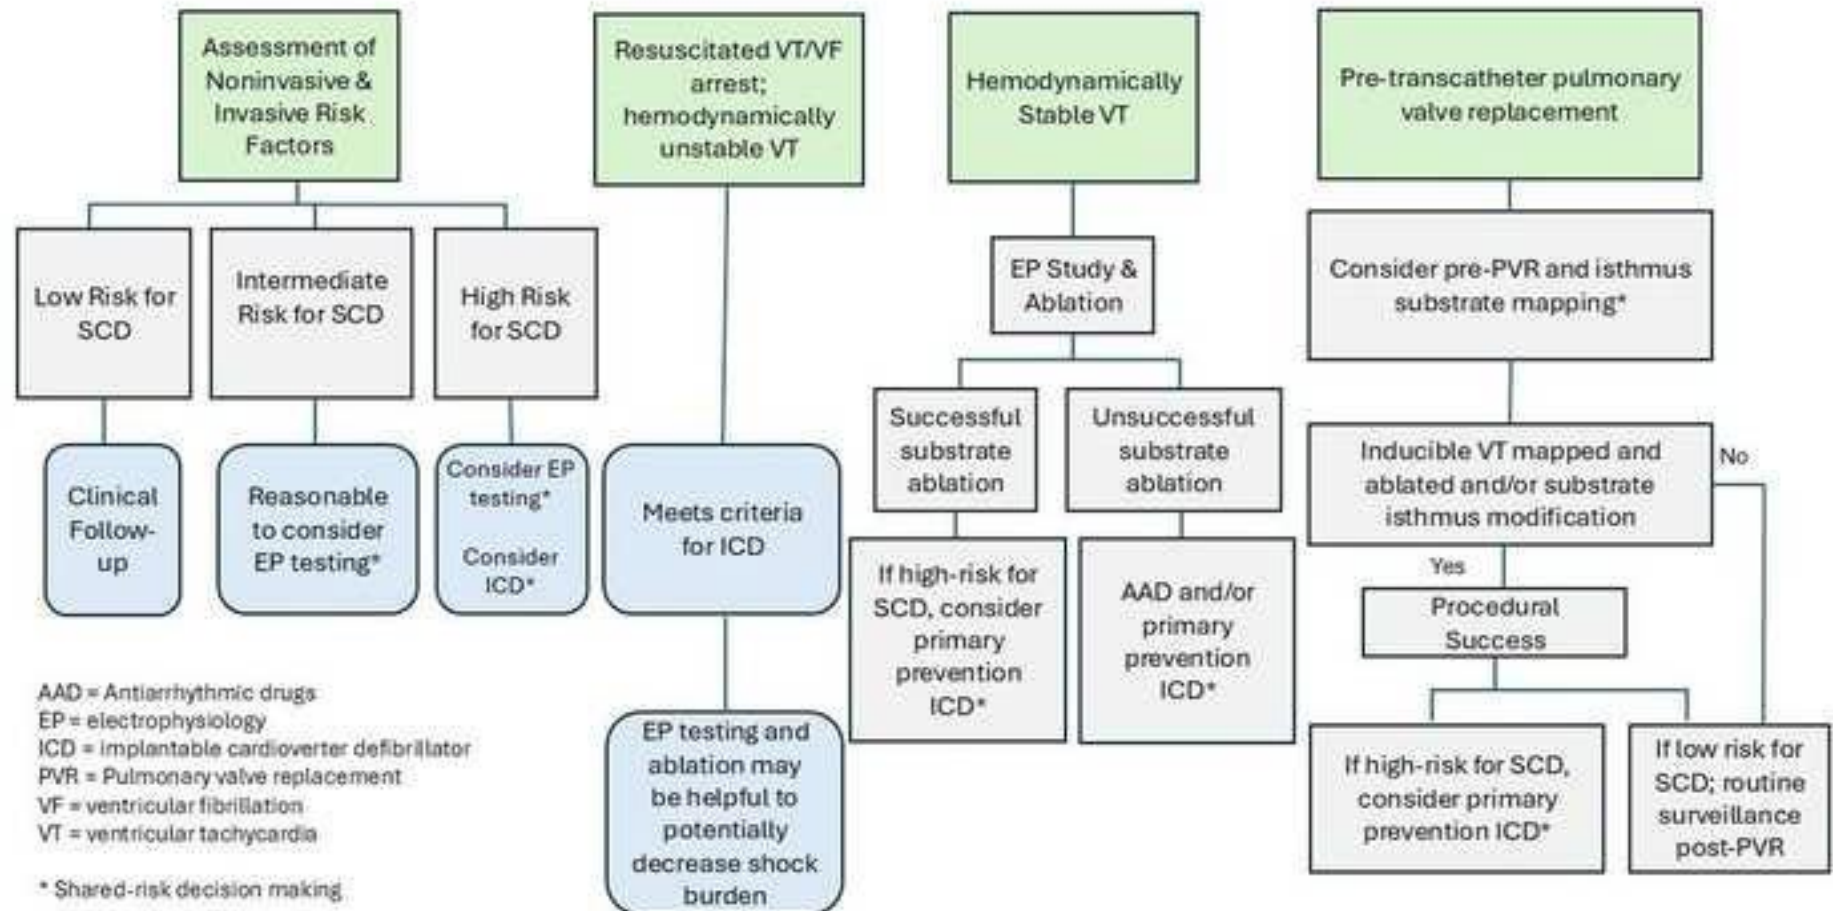 Assessment of
Noninvasive &
Invasive Risk
Factors
Low Risk for
SCD
Clinical
Follow-
up
Intermediate
Risk for SCD
Reasonable
to consider
EP testing*
High Risk
for SCD
Consider EP
testing*
Consider
ICD*
Resuscitated VT/VF
arrest;
hemodynamically
unstable VT
Meets criteria
for ICD
EP testing and
ablation may
be helpful to
potentially
decrease shock
burden
Hemodynamically
Stable VT
EP Study &
Ablation
Successful
substrate
ablation
If high-risk for
SCD, consider
primary
prevention
ICD*
Unsuccessful
substrate
ablation
AAD and/or
primary
prevention
ICD*
Pre-transcatheter pulmonary
valve replacement
Consider pre-PVR and isthmus
substrate mapping*
Inducible VT mapped and
ablated and/or substrate
isthmus modification
No
Yes
Procedural
Success
If high-risk for SCD,
consider primary
prevention ICD*
If low risk for
SCD; routine
surveillance
post-PVR
AAD = Antiarrhythmic drugs
EP = electrophysiology
ICD = implantable cardioverter defibrillator
PVR = Pulmonary valve replacement
VF = ventricular fibrillation
VT = ventricular tachycardia
* Shared-risk decision making